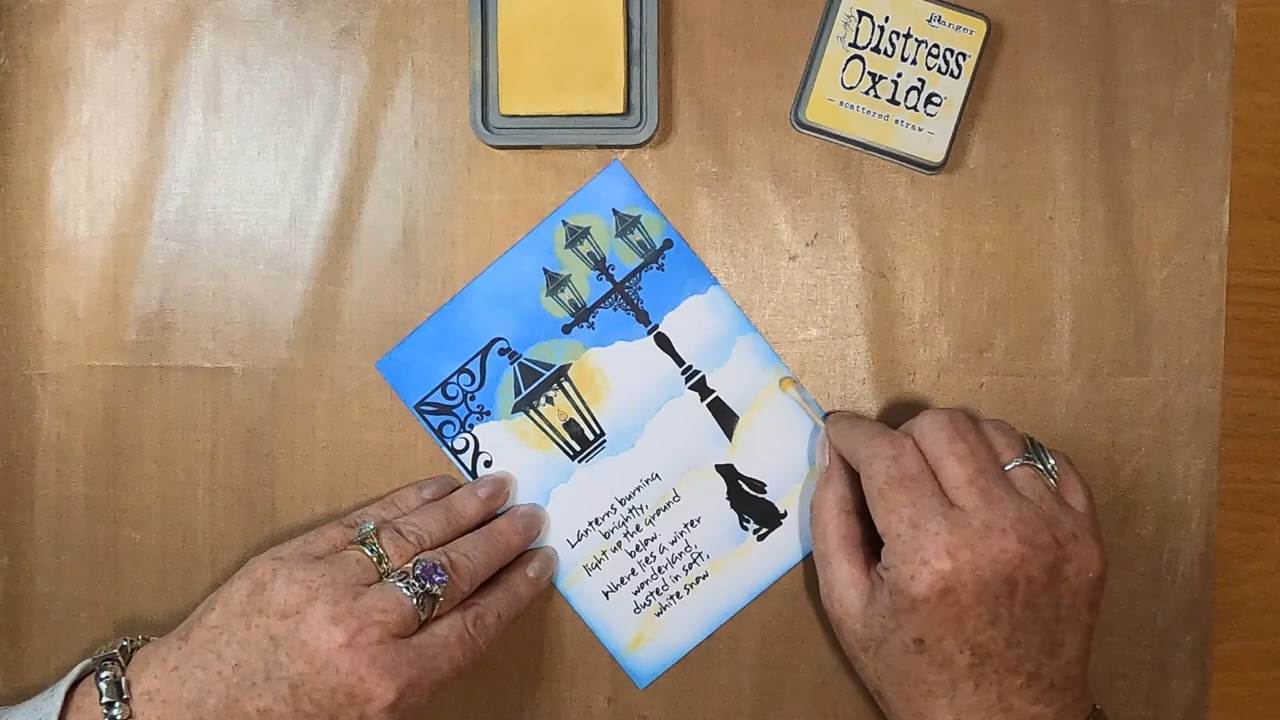 Ranger
Distress
Oxide
- scattered straw -
Lanterns burning
brightly,
light up the ground
below.
Where lies a winter
wonderland,
dusted in soft,
white snow